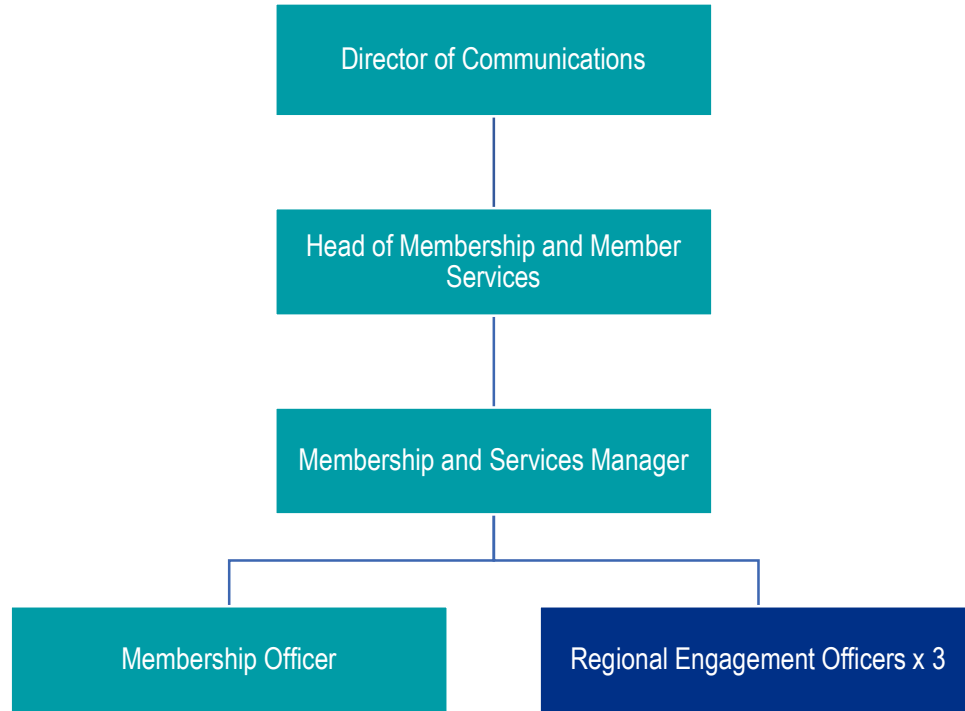 Director of Communications
Head of Membership and Member
Services
Membership and Services Manager
Membership Officer
Regional Engagement Officers x 3